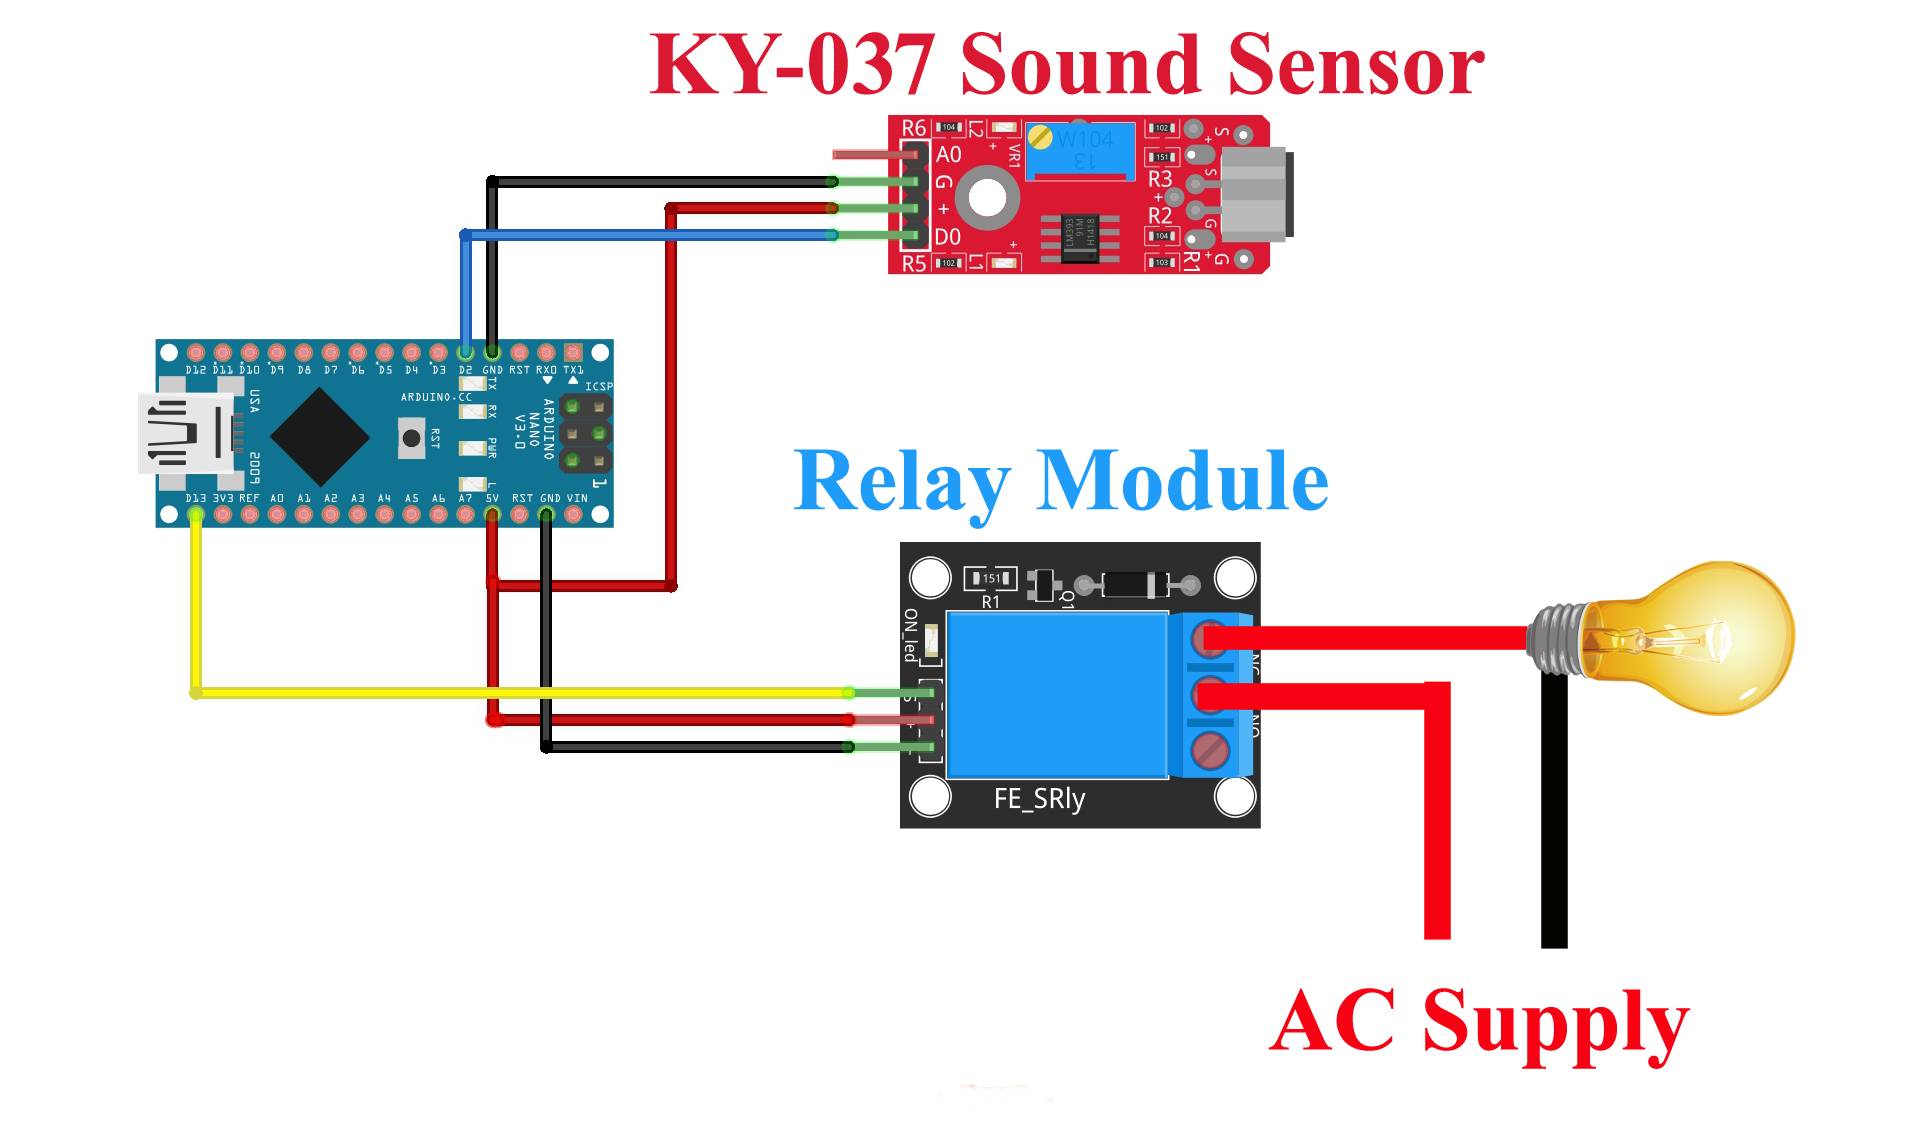 KY-037 Sound Sensor
R6 104 L2 + VR1 W104 13 102 S
A0 151 +
G R3 S
+ + R2
D0 LM393 104 G
R5 102 L1 + 103 R1 + G
D12 D11 D10 D9 D8 D7 D6 D5 D4 D3 D2 GND RST RX0 TX1
TX ICSP
USA ARDUINO.CC RX
ARDUINO
NANO
V3.0
RST PWR
2009 L 1
D13 3V3 REF A0 A1 A2 A3 A4 A5 A6 A7 5V RST GND VIN
Relay Module
151
R1 Q1
ON_led
FE_SRly
AC Supply